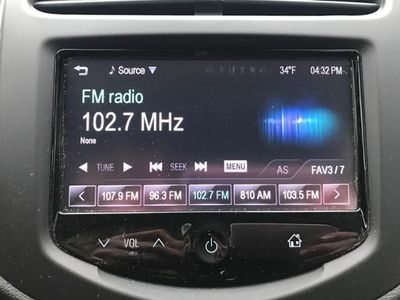 Source 34°F 04:32 PM
FM radio
102.7 MHz
None
TUNE SEEK MENU AS FAV3 / 7
107.9 FM 96.3 FM 102.7 FM 810 AM 103.5 FM
VOL